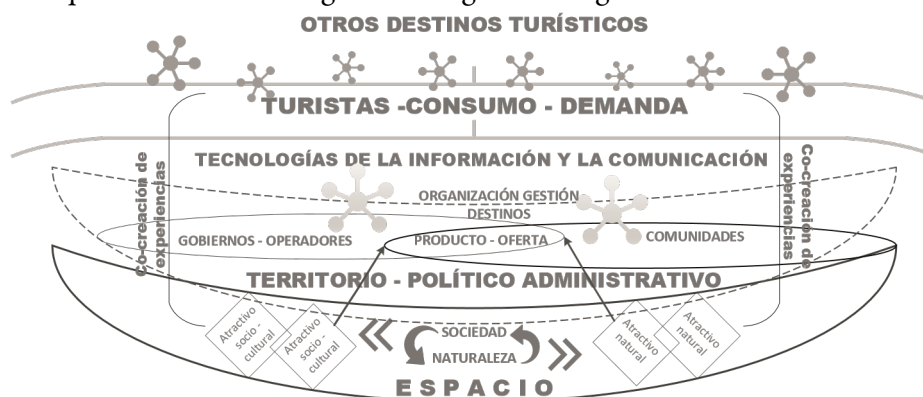 OTROS DESTINOS TURÍSTICOS
TURISTAS -CONSUMO - DEMANDA
TECNOLOGÍAS DE LA INFORMACIÓN Y LA COMUNICACIÓN
Co-creación de
experiencias
Co-creación de
experiencias
ORGANIZACIÓN GESTIÓN
DESTINOS
GOBIERNOS - OPERADORES
PRODUCTO - OFERTA
COMUNIDADES
TERRITORIO - POLÍTICO ADMINISTRATIVO
Atractivo
socio -
cultural
Atractivo
socio -
cultural
SOCIEDAD
NATURALEZA
Atractivo
natural
Atractivo
natural
ESPACIO